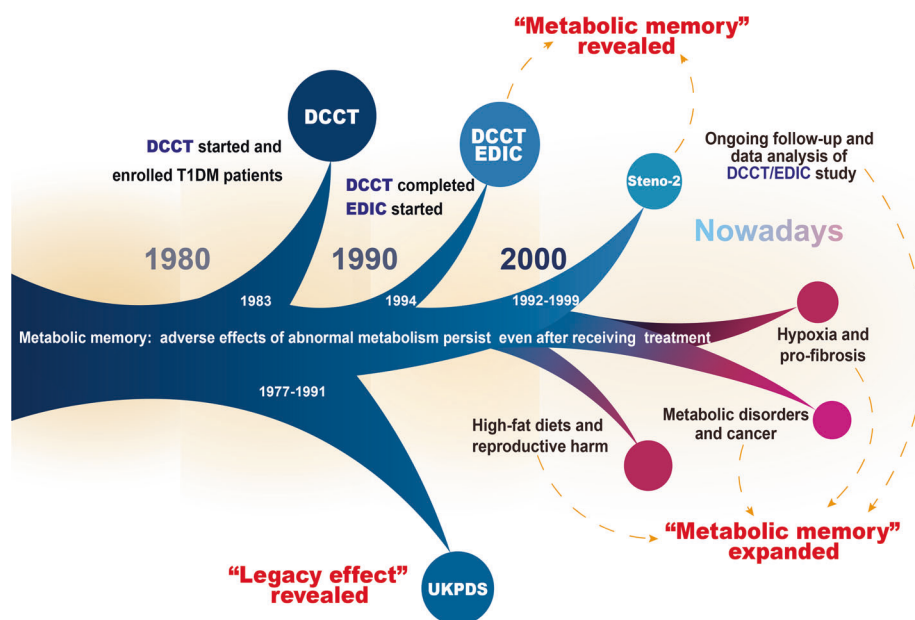 “Metabolic memory”
revealed
DCCT
DCCT
EDIC
DCCT started and
enrolled T1DM patients
DCCT completed
EDIC started
Steno-2
Ongoing follow-up and
data analysis of
DCCT/EDIC study
Nowadays
1980
1990
2000
1983
1994
1992-1999
Metabolic memory: adverse effects of abnormal metabolism persist even after receiving treatment
Hypoxia and
pro-fibrosis
1977-1991
High-fat diets and
reproductive harm
Metabolic disorders
and cancer
“Metabolic memory”
expanded
“Legacy effect”
revealed
UKPDS